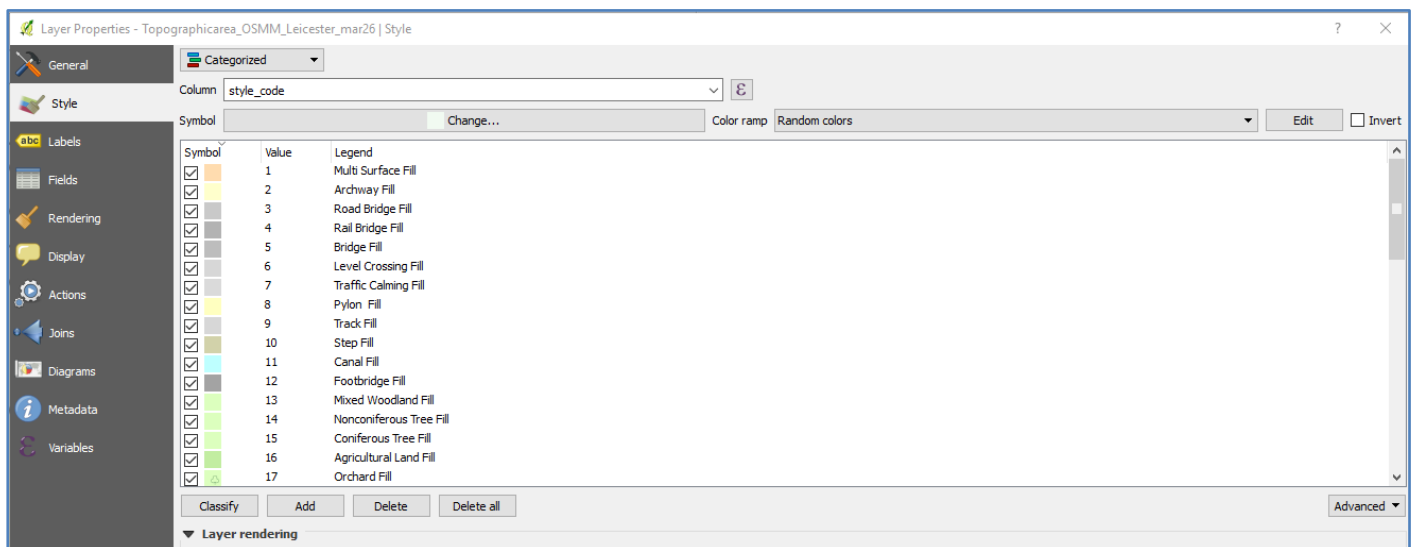 Layer Properties - Topographicarea_OSMM_Leicester_mar26 | Style ? ×
General
Style
abc Labels
Fields
Rendering
Display
Actions
Joins
Diagrams
i Metadata
Variables
Categorized
Column style_code ε
Symbol Change... Color ramp Random colors Edit Invert
Symbol Value Legend
1 Multi Surface Fill
2 Archway Fill
3 Road Bridge Fill
4 Rail Bridge Fill
5 Bridge Fill
6 Level Crossing Fill
7 Traffic Calming Fill
8 Pylon Fill
9 Track Fill
10 Step Fill
11 Canal Fill
12 Footbridge Fill
13 Mixed Woodland Fill
14 Nonconiferous Tree Fill
15 Coniferous Tree Fill
16 Agricultural Land Fill
17 Orchard Fill
Classify Add Delete Delete all Advanced
Layer rendering